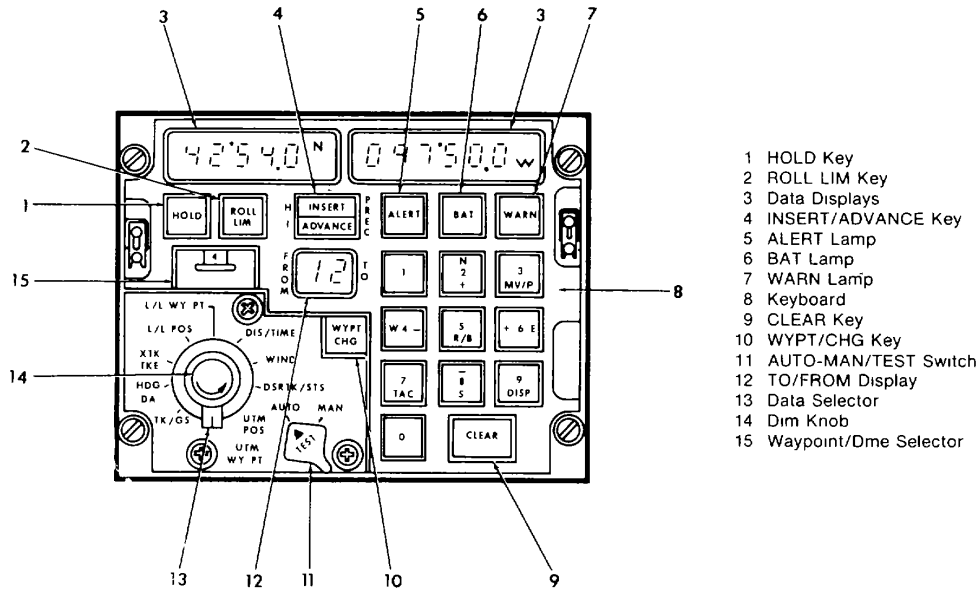 3 4 5 6 3 7
42°54.0 N
097°50.0 W
2
1
HOLD
ROLL LIM
HI
INSERT
ADVANCE
PREC
ALERT
BAT
WARN
15
4
FROM
12
TO
1
N 2 +
3 MV/P
8
L/L WY PT
L/L POS
XTK TKE
HDG DA
TK/GS
DIS/TIME
WIND
DSRTK/STS
UTM POS
UTM WY PT
14
WYPT CHG
AUTO
MAN
TEST
W 4 –
5 R/B
+ 6 E
7 TAC
– 8 S
9 DISP
0
CLEAR
13 12 11 10 9
1 HOLD Key
2 ROLL LIM Key
3 Data Displays
4 INSERT/ADVANCE Key
5 ALERT Lamp
6 BAT Lamp
7 WARN Lamp
8 Keyboard
9 CLEAR Key
10 WYPT/CHG Key
11 AUTO-MAN/TEST Switch
12 TO/FROM Display
13 Data Selector
14 Dim Knob
15 Waypoint/Dme Selector